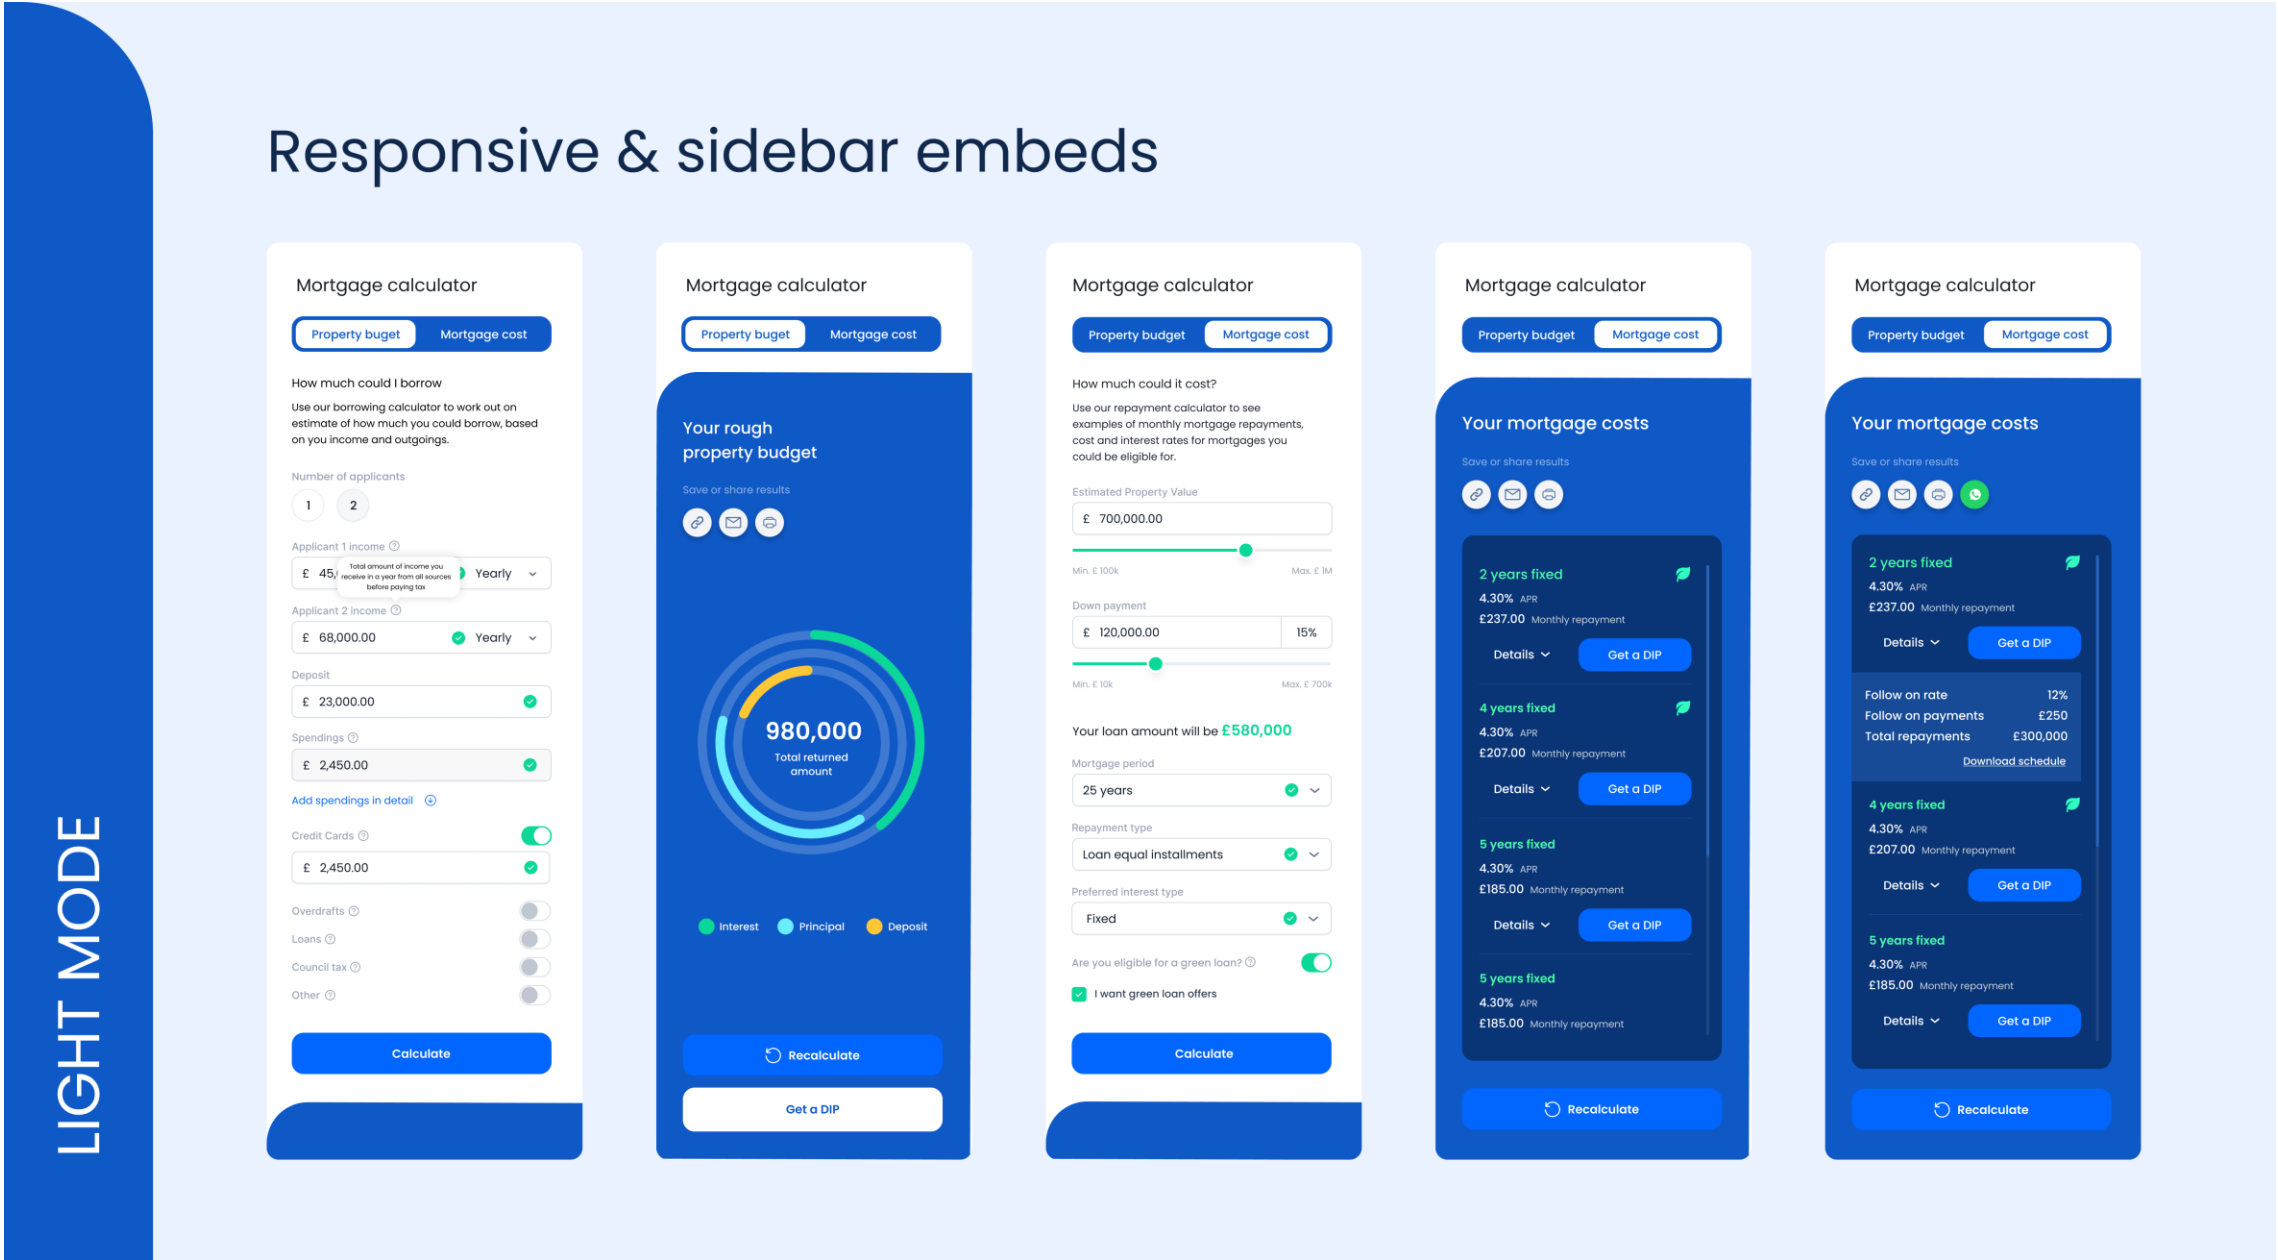 Responsive & sidebar embeds
LIGHT MODE
Mortgage calculator
Property buget Mortgage cost
How much could I borrow
Use our borrowing calculator to work out on
estimate of how much you could borrow, based
on you income and outgoings.
Number of applicants
1 2
Applicant 1 income
£ 45, Yearly
Total amount of income you
receive in a year from all sources
before paying tax
Applicant 2 income
£ 68,000.00 Yearly
Deposit
£ 23,000.00
Spendings
£ 2,450.00
Add spendings in detail
Credit Cards
£ 2,450.00
Overdrafts
Loans
Council tax
Other
Calculate
Mortgage calculator
Property buget Mortgage cost
Your rough
property budget
Save or share results
980,000
Total returned
amount
Interest Principal Deposit
Recalculate
Get a DIP
Mortgage calculator
Property budget Mortgage cost
How much could it cost?
Use our repayment calculator to see
examples of monthly mortgage repayments,
cost and interest rates for mortgages you
could be eligible for.
Estimated Property Value
£ 700,000.00
Min. £ 100k Max. £ 1M
Down payment
£ 120,000.00 15%
Min. £ 10k Max. £ 700k
Your loan amount will be £580,000
Mortgage period
25 years
Repayment type
Loan equal installments
Preferred interest type
Fixed
Are you eligible for a green loan?
I want green loan offers
Calculate
Mortgage calculator
Property budget Mortgage cost
Your mortgage costs
Save or share results
2 years fixed
4.30% APR
£237.00 Monthly repayment
Details Get a DIP
4 years fixed
4.30% APR
£207.00 Monthly repayment
Details Get a DIP
5 years fixed
4.30% APR
£185.00 Monthly repayment
Details Get a DIP
5 years fixed
4.30% APR
£185.00 Monthly repayment
Recalculate
Mortgage calculator
Property budget Mortgage cost
Your mortgage costs
Save or share results
2 years fixed
4.30% APR
£237.00 Monthly repayment
Details Get a DIP
Follow on rate 12%
Follow on payments £250
Total repayments £300,000
Download schedule
4 years fixed
4.30% APR
£207.00 Monthly repayment
Details Get a DIP
5 years fixed
4.30% APR
£185.00 Monthly repayment
Details Get a DIP
Recalculate